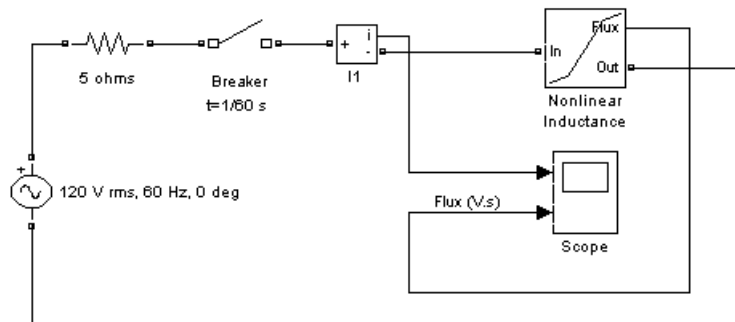 5 ohms
Breaker
t=1/60 s
+
i
-
I1
In
Flux
Out
Nonlinear
Inductance
+
120 V rms, 60 Hz, 0 deg
Flux (V.s)
Scope